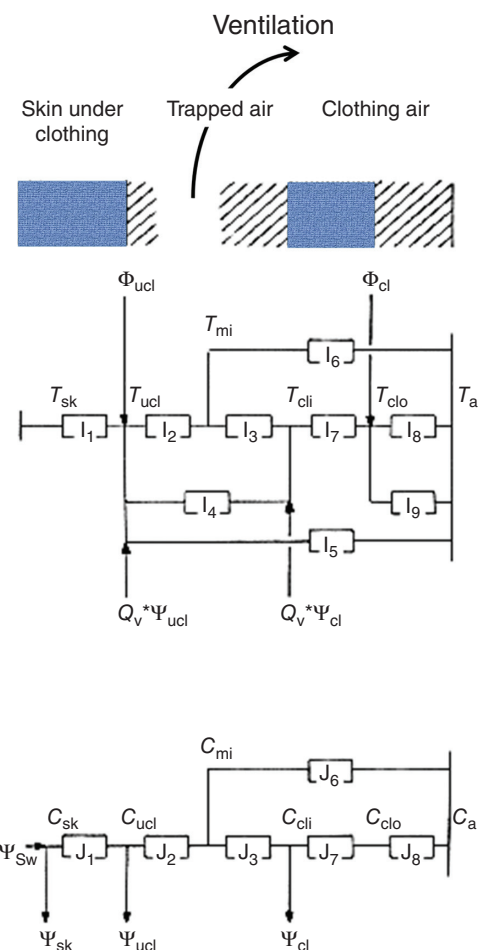 Ventilation
Skin under
clothing
Trapped air
Clothing air
Φucl
Φcl
Tmi
I6
Tsk
Tucl
Tcli
Tclo
Ta
I1
I2
I3
I7
I8
I4
I9
I5
Qv*Ψucl
Qv*Ψcl
Cmi
J6
Csk
Cucl
Ccli
Cclo
Ca
ΨSw
J1
J2
J3
J7
J8
Ψsk
Ψucl
Ψcl